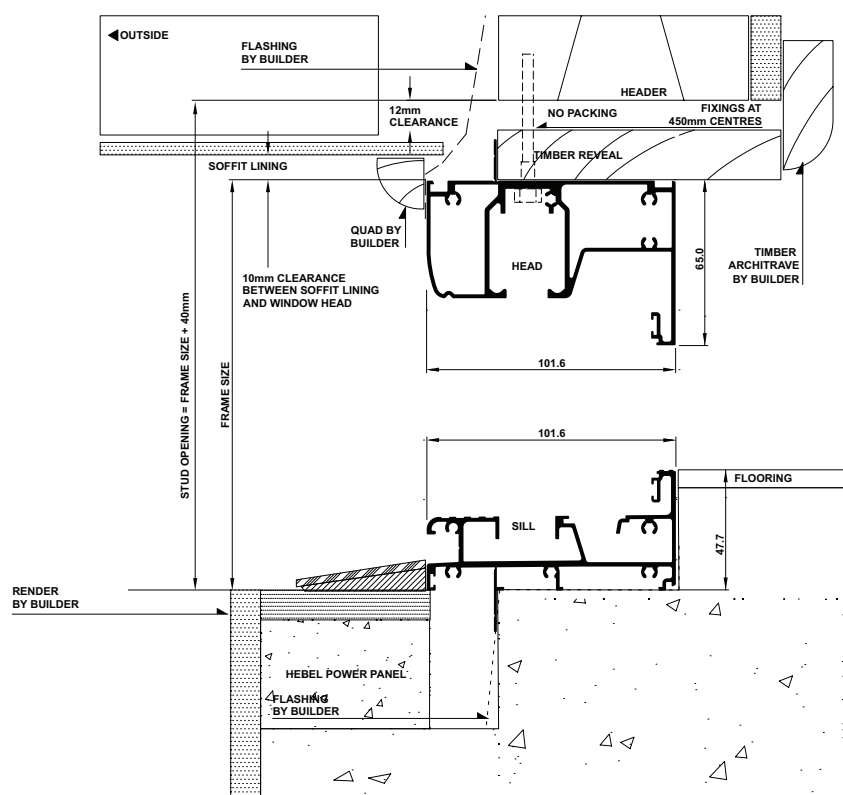 OUTSIDE
FLASHING
BY BUILDER
HEADER
12mm
CLEARANCE
NO PACKING
FIXINGS AT
450mm CENTRES
SOFFIT LINING
TIMBER REVEAL
QUAD BY
BUILDER
HEAD
65.0
TIMBER
ARCHITRAVE
BY BUILDER
10mm CLEARANCE
BETWEEN SOFFIT LINING
AND WINDOW HEAD
STUD OPENING = FRAME SIZE + 40mm
FRAME SIZE
101.6
101.6
FLOORING
SILL
47.7
RENDER
BY BUILDER
HEBEL POWER PANEL
FLASHING
BY BUILDER